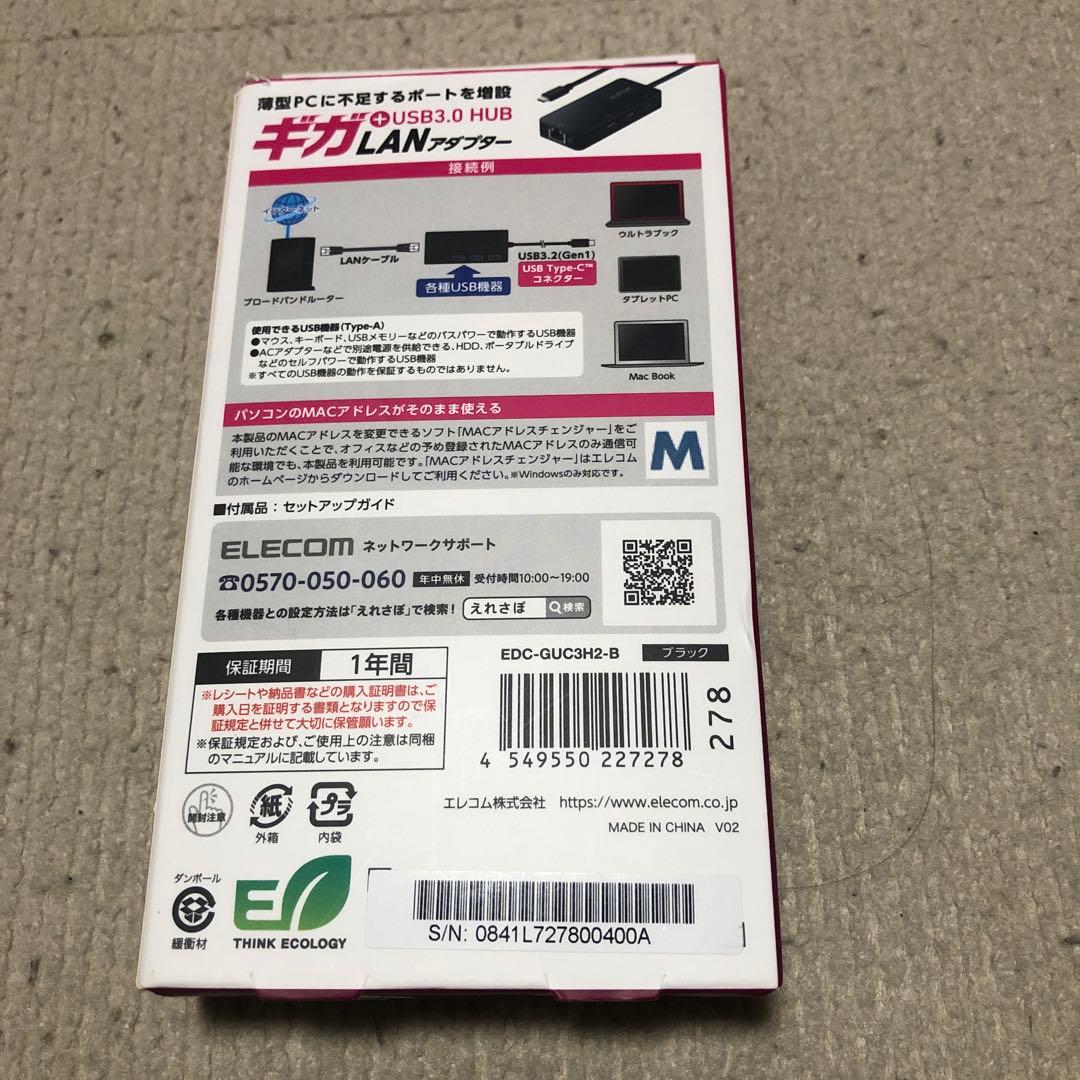 薄型PCに不足するポートを増設
ギガ+USB3.0 HUB
LANアダプター
ELECOM
接続例
インターネット
LANケーブル
ブロードバンドルーター
各種USB機器
USB3.2(Gen1)
USB Type-C™
コネクター
ウルトラブック
タブレットPC
Mac Book
使用できるUSB機器(Type-A)
●マウス、キーボード、USBメモリーなどのバスパワーで動作するUSB機器
●ACアダプターなどで別途電源を供給できる、HDD、ポータブルドライブ
などのセルフパワーで動作するUSB機器
※すべてのUSB機器の動作を保証するものではありません。
パソコンのMACアドレスがそのまま使える
本製品のMACアドレスを変更できるソフト「MACアドレスチェンジャー」をご
利用いただくことで、オフィスなどの予め登録されたMACアドレスのみ通信可
能な環境でも、本製品を利用可能です。「MACアドレスチェンジャー」はエレコム
のホームページからダウンロードしてご利用ください。※Windowsのみ対応です。
M
■付属品：セットアップガイド
ELECOM ネットワークサポート
☎0570-050-060 年中無休 受付時間10:00～19:00
各種機器との設定方法は「えれさぽ」で検索！ えれさぽ 検索
保証期間 1年間
※レシートや納品書などの購入証明書は、ご
購入日を証明する書類となりますので保
証規定と併せて大切に保管願います。
※保証規定および、ご使用上の注意は同梱
のマニュアルに記載しています。
EDC-GUC3H2-B ブラック
278
4 549550 227278
エレコム株式会社 https://www.elecom.co.jp
MADE IN CHINA V02
開封注意
紙
外箱
プラ
内袋
ダンボール
緩衝材
THINK ECOLOGY
S/N: 0841L727800400A